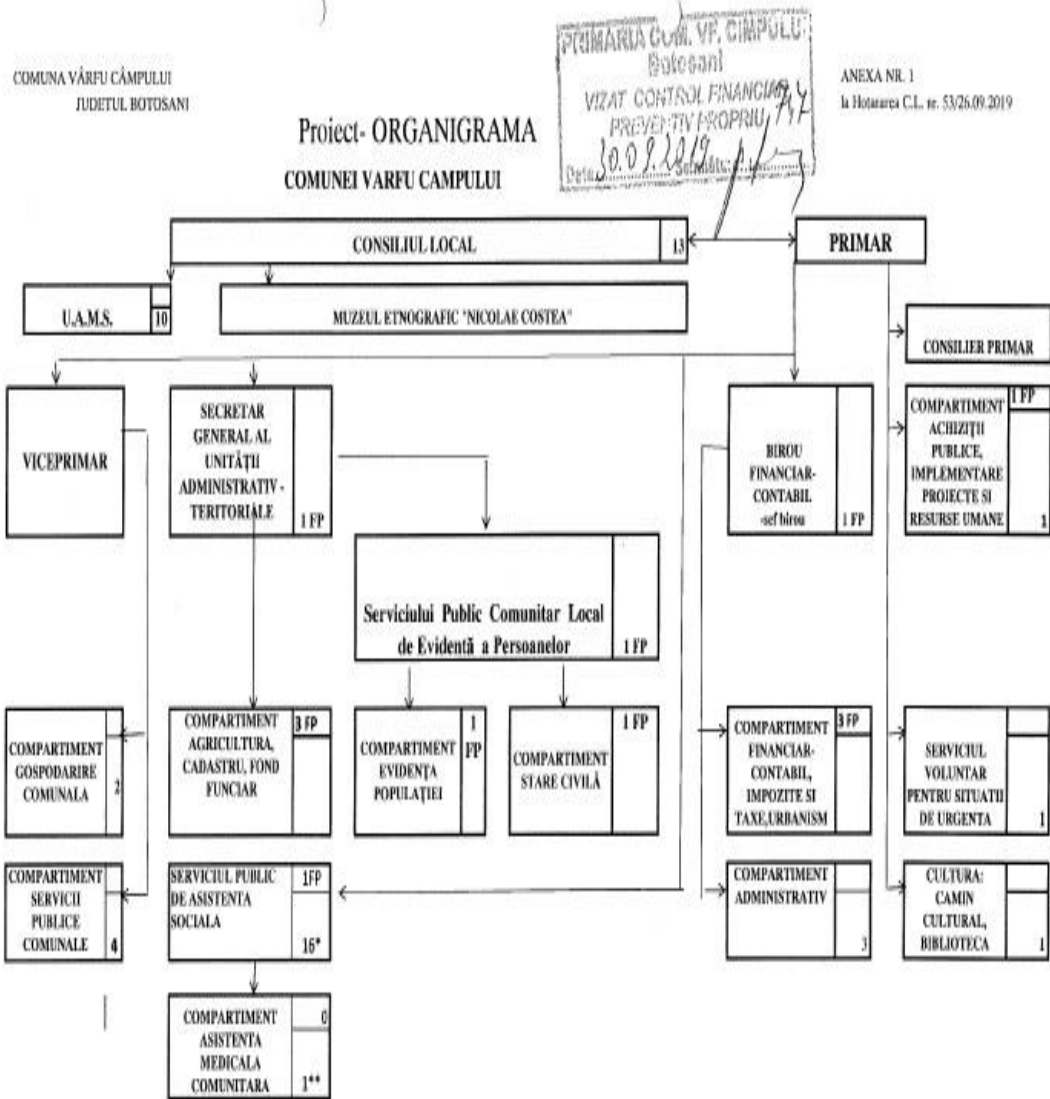 COMUNA VÂRFU CÂMPULUI
JUDETUL BOTOSANI
PRIMARIA COM. VF. CIMPULUI
Botosani
VIZAT CONTROL FINANCIAR
PREVENTIV PROPRIU
Data 30.09.2019
ANEXA NR. 1
la Hotararea C.L. nr. 53/26.09.2019
Proiect- ORGANIGRAMA
COMUNEI VARFU CAMPULUI
CONSILIUL LOCAL 13
PRIMAR
U.A.M.S. 10
MUZEUL ETNOGRAFIC "NICOLAE COSTEA"
CONSILIER PRIMAR
VICEPRIMAR
SECRETAR
GENERAL AL
UNITĂȚII
ADMINISTRATIV -
TERITORIALE
1 FP
BIROU
FINANCIAR-
CONTABIL
-sef birou
1 FP
COMPARTIMENT
ACHIZIȚII
PUBLICE,
IMPLEMENTARE
PROIECTE SI
RESURSE UMANE
1 FP
1
Serviciului Public Comunitar Local
de Evidentă a Persoanelor
1 FP
COMPARTIMENT
GOSPODARIRE
COMUNALA
2
COMPARTIMENT
AGRICULTURA,
CADASTRU, FOND
FUNCIAR
3 FP
COMPARTIMENT
EVIDENȚA
POPULAȚIEI
1
FP
COMPARTIMENT
STARE CIVILĂ
1 FP
COMPARTIMENT
FINANCIAR-
CONTABIL,
IMPOZITE SI
TAXE,URBANISM
3 FP
SERVICIUL
VOLUNTAR
PENTRU SITUATII
DE URGENTA
1
COMPARTIMENT
SERVICII
PUBLICE
COMUNALE
4
SERVICIUL PUBLIC
DE ASISTENTA
SOCIALA
1FP
16*
COMPARTIMENT
ADMINISTRATIV
3
CULTURA:
CAMIN
CULTURAL,
BIBLIOTECA
1
COMPARTIMENT
ASISTENTA
MEDICALA
COMUNITARA
0
1**